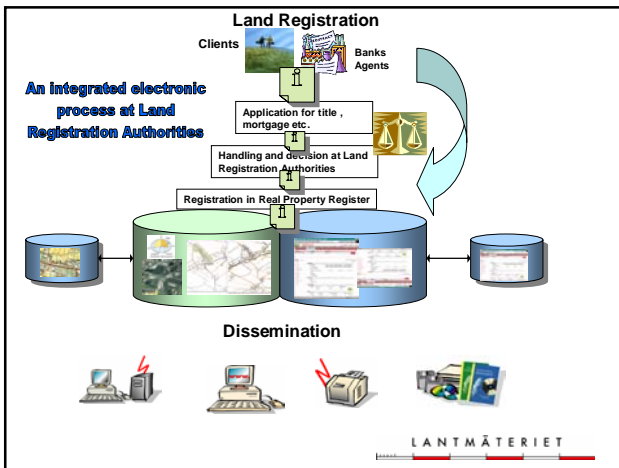 Land Registration
Clients
Banks
Agents
An integrated electronic
process at Land
Registration Authorities
Application for title ,
mortgage etc.
Handling and decision at Land
Registration Authorities
Registration in Real Property Register
Dissemination
LANTMÄTERIET